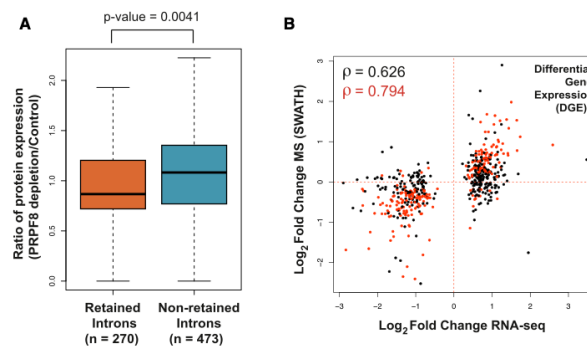 A
p-value = 0.0041
Ratio of protein expression
(PRPF8 depletion/Control)
2.0
1.5
1.0
0.5
0.0
Retained
Introns
(n = 270)
Non-retained
Introns
(n = 473)
B
ρ = 0.626
ρ = 0.794
Differential
Gene
Expression
(DGE)
Log2 Fold Change MS (SWATH)
3
2
1
0
−1
−2
−3
−2
−1
0
1
2
3
Log2 Fold Change RNA-seq